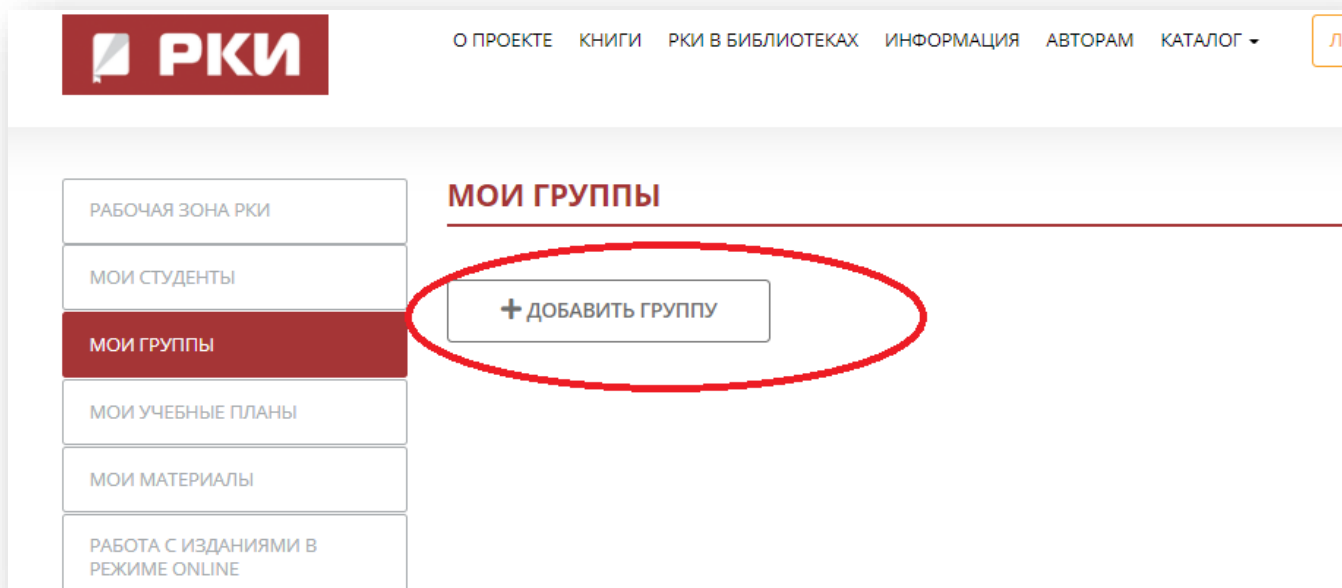 РКИ
О ПРОЕКТЕ КНИГИ РКИ В БИБЛИОТЕКАХ ИНФОРМАЦИЯ АВТОРАМ КАТАЛОГ
РАБОЧАЯ ЗОНА РКИ
МОИ СТУДЕНТЫ
МОИ ГРУППЫ
МОИ УЧЕБНЫЕ ПЛАНЫ
МОИ МАТЕРИАЛЫ
РАБОТА С ИЗДАНИЯМИ В
РЕЖИМЕ ONLINE
МОИ ГРУППЫ
+ ДОБАВИТЬ ГРУППУ